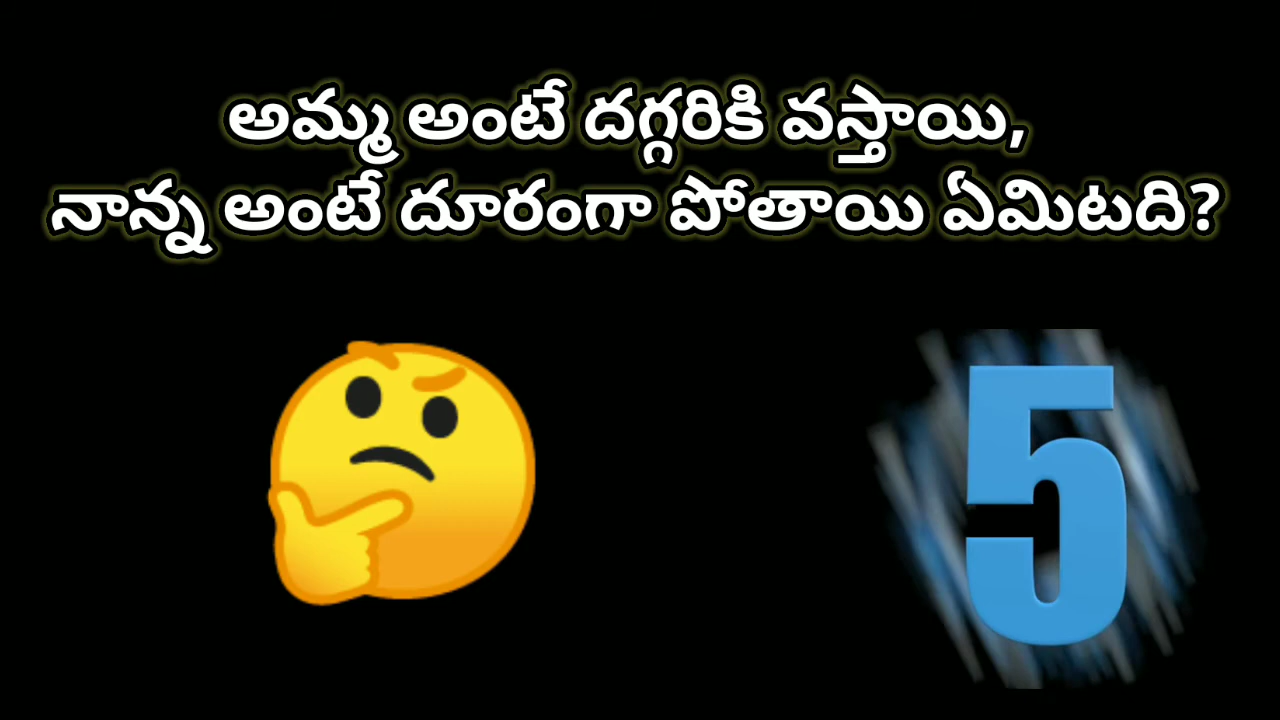 అమ్మ అంటే దగ్గరికి వస్తాయి,
నాన్న అంటే దూరంగా పోతాయి ఏమిటది?
5